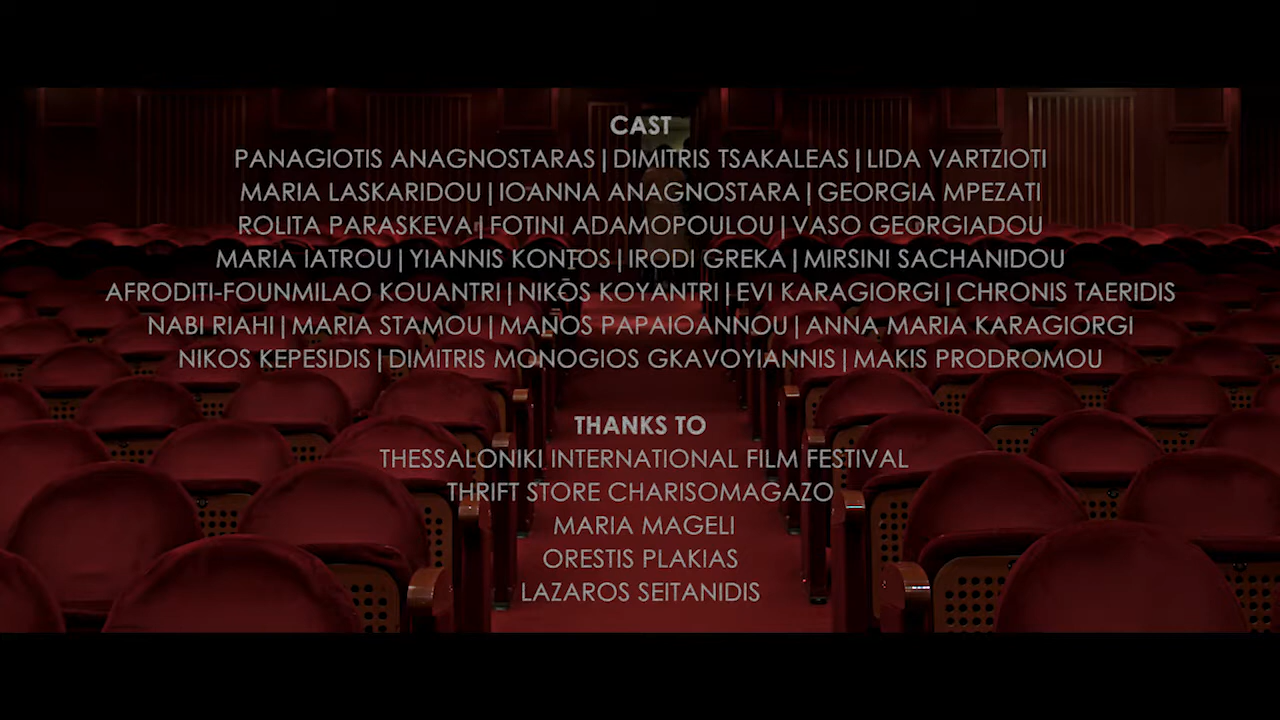 CAST
PANAGIOTIS ANAGNOSTARAS | DIMITRIS TSAKALEAS | LIDA VARTZIOTI
MARIA LASKARIDOU | IOANNA ANAGNOSTARA | GEORGIA MPEZATI
ROLITA PARASKEVA | FOTINI ADAMOPOULOU | VASO GEORGIADOU
MARIA IATROU | YIANNIS KONTOS | IRODI GREKA | MIRSINI SACHANIDOU
AFRODITI-FOUNMILAO KOUANTRI | NIKOS KOYANTRI | EVI KARAGIORGI | CHRONIS TAERIDIS
NABI RIAHI | MARIA STAMOU | MANOS PAPAIOANNOU | ANNA MARIA KARAGIORGI
NIKOS KEPESIDIS | DIMITRIS MONOGIOS GKAVOYIANNIS | MAKIS PRODROMOU
THANKS TO
THESSALONIKI INTERNATIONAL FILM FESTIVAL
THRIFT STORE CHARISOMAGAZO
MARIA MAGELI
ORESTIS PLAKIAS
LAZAROS SEITANIDIS